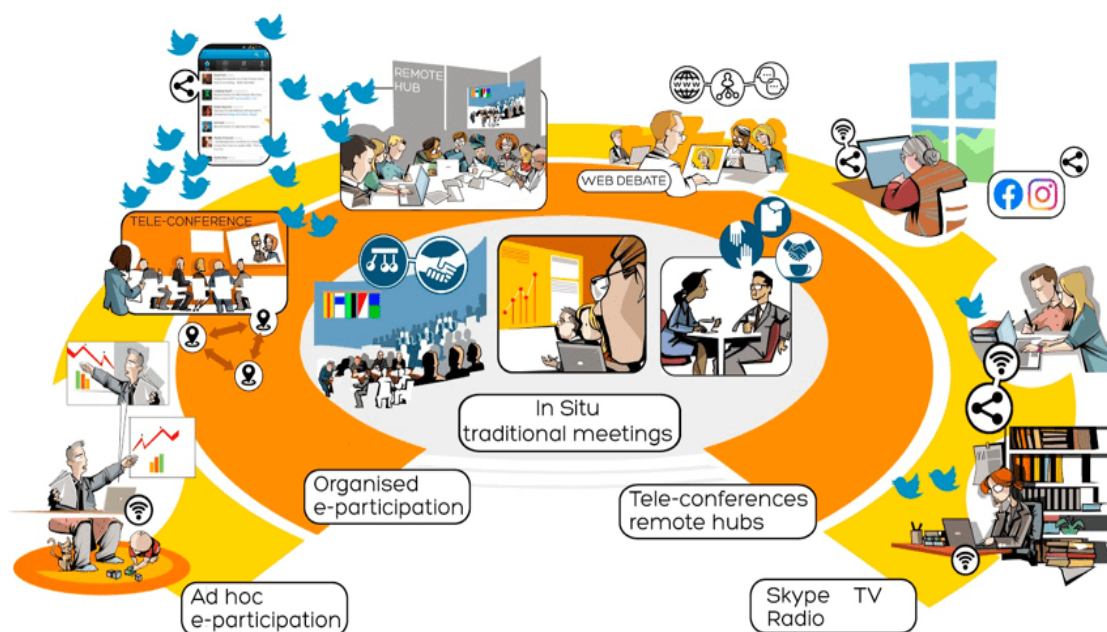 REMOTE
HUB
WWW
WEB DEBATE
TELE-CONFERENCE
In Situ
traditional meetings
Organised
e-participation
Tele-conferences
remote hubs
Ad hoc
e-participation
Skype TV
Radio